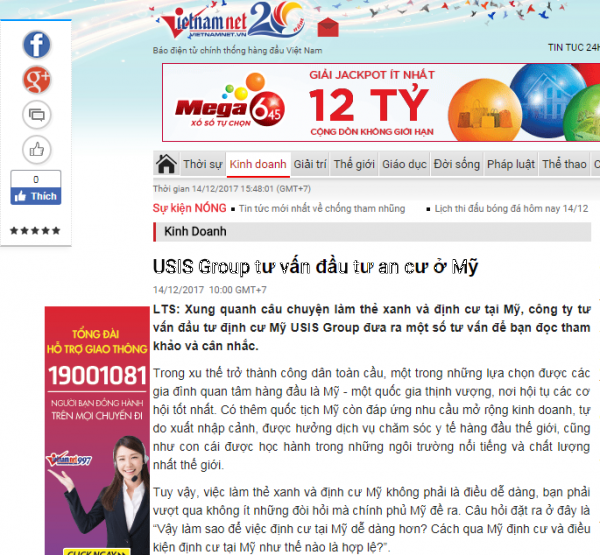 vietnamnet 20 NĂM
VIETNAMNET.VN
Báo điện tử chính thống hàng đầu Việt Nam
TIN TUC 24H
Mega 6/45
XỔ SỐ TỰ CHỌN
GIẢI JACKPOT ÍT NHẤT
12 TỶ
CỘNG DỒN KHÔNG GIỚI HẠN
Thời sự Kinh doanh Giải trí Thế giới Giáo dục Đời sống Pháp luật Thể thao C
Thời gian 14/12/2017 15:48:01 (GMT+7)
Sự kiện NÓNG Tin tức mới nhất về chống tham nhũng Lịch thi đấu bóng đá hôm nay 14/12
0
Thích
Kinh Doanh
USIS Group tư vấn đầu tư an cư ở Mỹ
14/12/2017 10:00 GMT+7
LTS: Xung quanh câu chuyện làm thẻ xanh và định cư tại Mỹ, công ty tư
vấn đầu tư định cư Mỹ USIS Group đưa ra một số tư vấn để bạn đọc tham
khảo và cân nhắc.
Trong xu thế trở thành công dân toàn cầu, một trong những lựa chọn được các
gia đình quan tâm hàng đầu là Mỹ - một quốc gia thịnh vượng, nơi hội tụ các cơ
hội tốt nhất. Có thêm quốc tịch Mỹ còn đáp ứng nhu cầu mở rộng kinh doanh, tự
do xuất nhập cảnh, được hưởng dịch vụ chăm sóc y tế hàng đầu thế giới, cũng
như con cái được học hành trong những ngôi trường nổi tiếng và chất lượng
nhất thế giới.
Tuy vậy, việc làm thẻ xanh và định cư Mỹ không phải là điều dễ dàng, bạn phải
vượt qua không ít những đòi hỏi mà chính phủ Mỹ đề ra. Câu hỏi đặt ra ở đây là
“Vậy làm sao để việc định cư tại Mỹ dễ dàng hơn? Cách qua Mỹ định cư và điều
kiện định cư tại Mỹ như thế nào là hợp lệ?”.
TỔNG ĐÀI
HỖ TRỢ GIAO THÔNG
19001081
NGƯỜI BẠN ĐỒNG HÀNH
TRÊN MỌI CHUYẾN ĐI
vietnamnet 997
CLICK NGAY >>